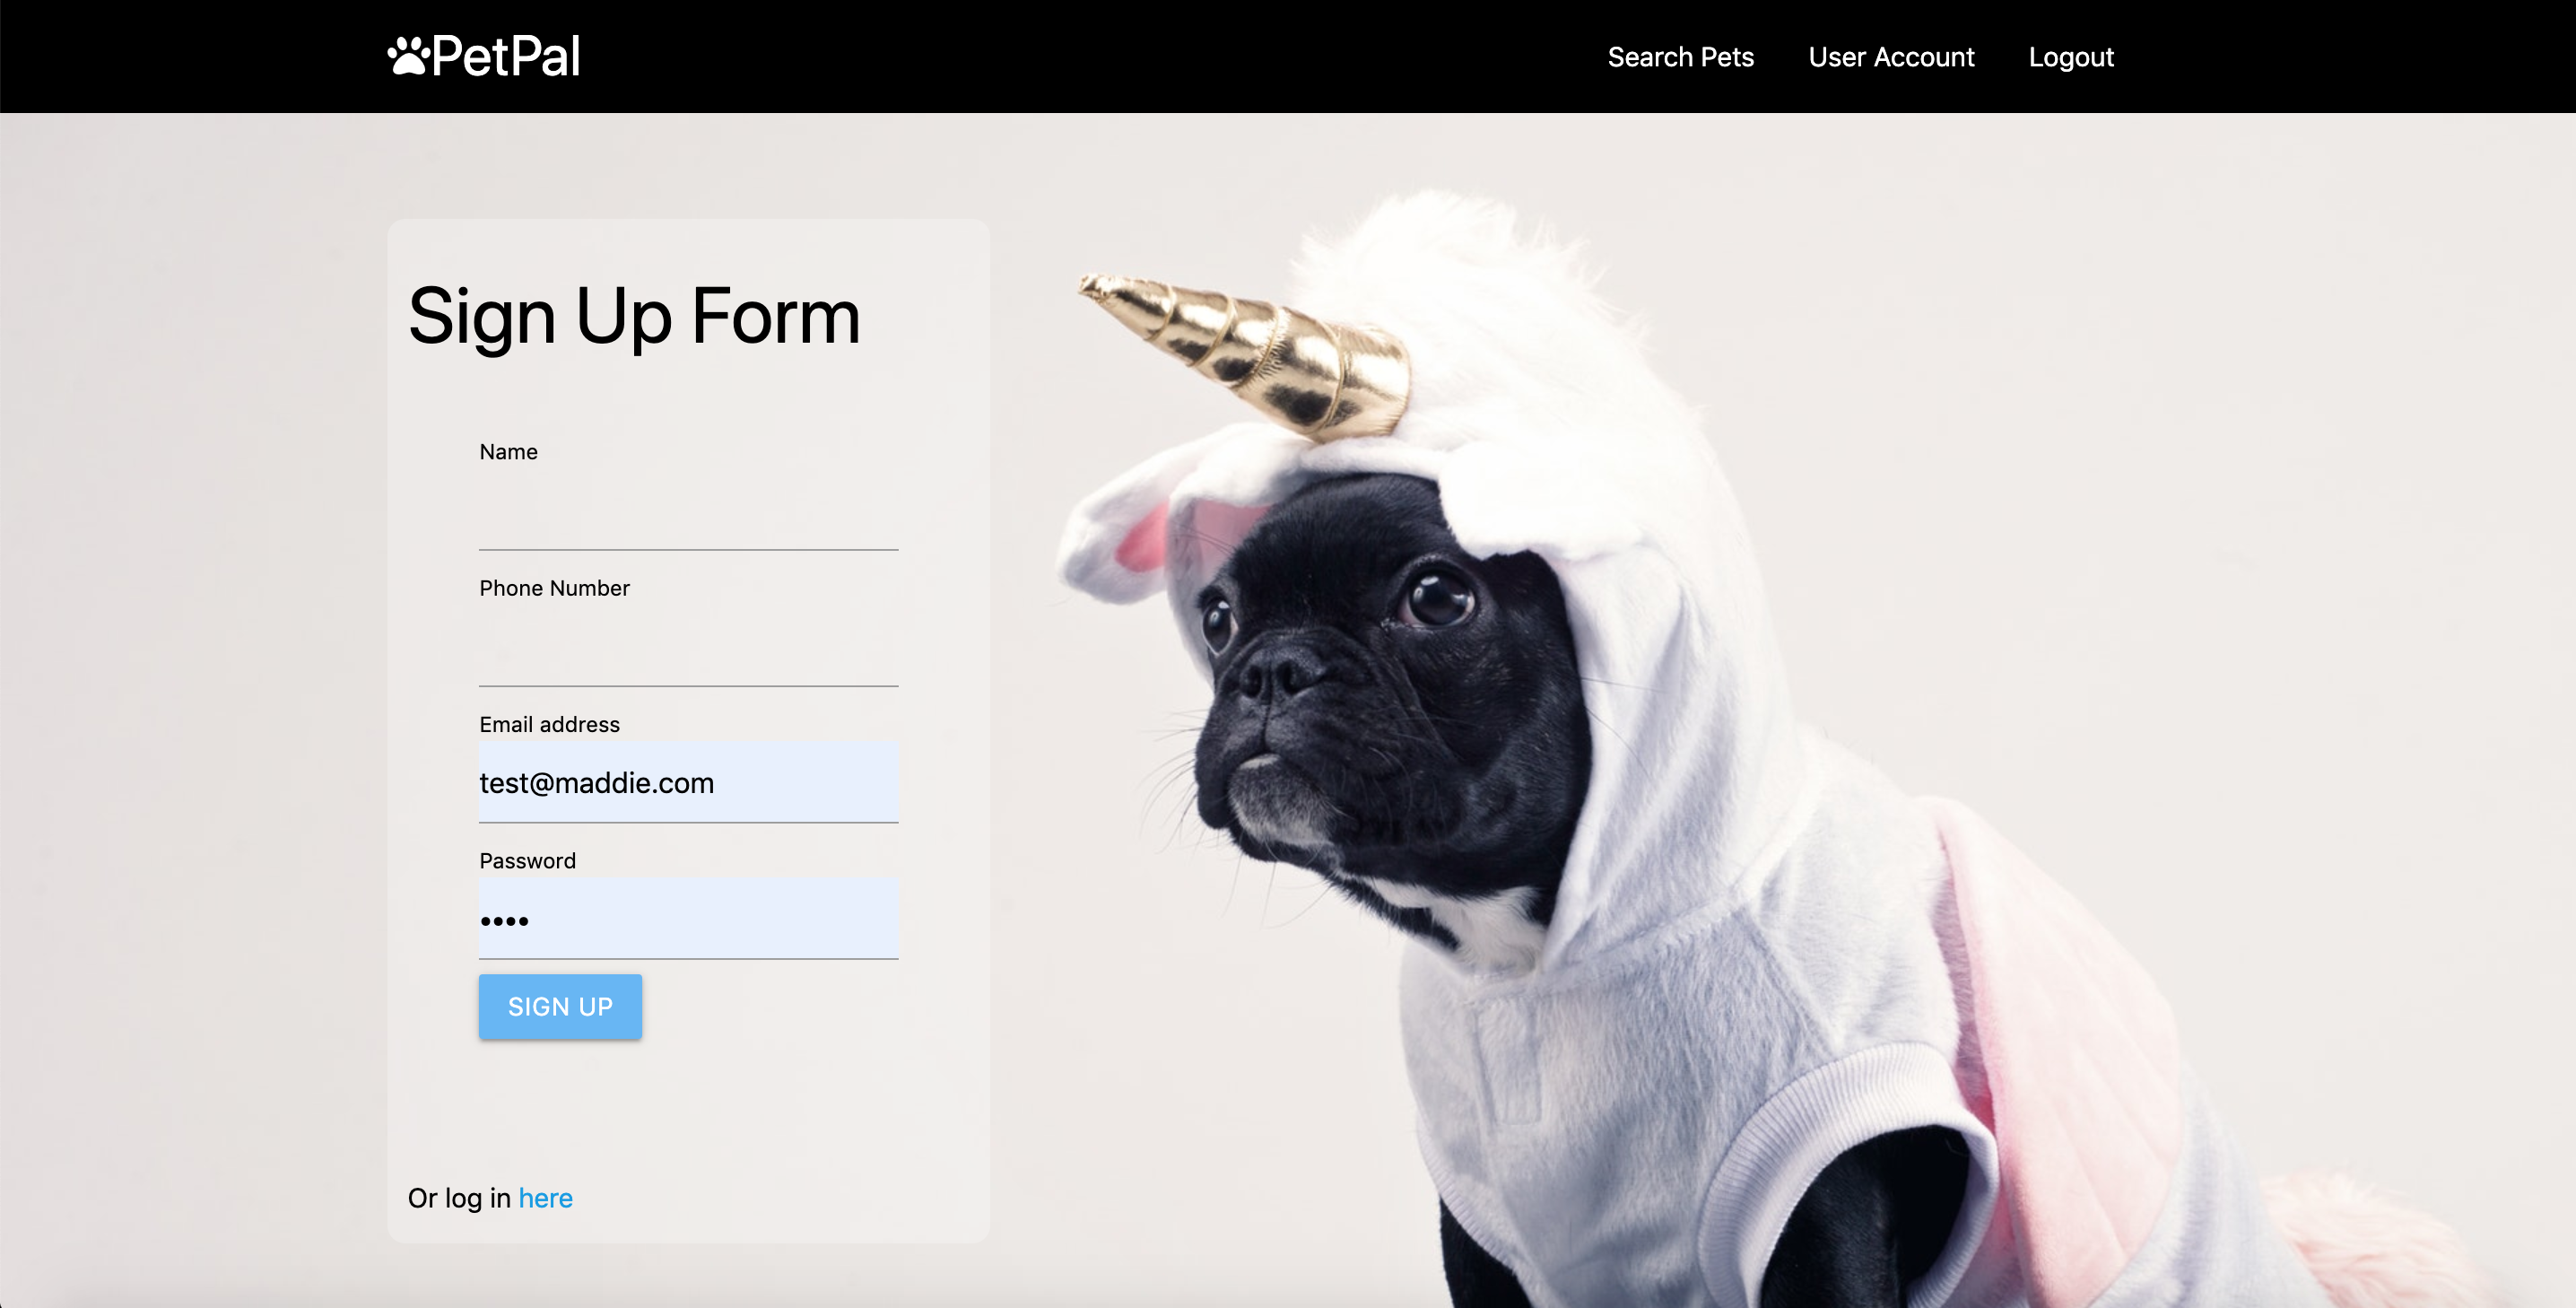 PetPal
Search Pets
User Account
Logout
Sign Up Form
Name
Phone Number
Email address
test@maddie.com
Password
••••
SIGN UP
Or log in here